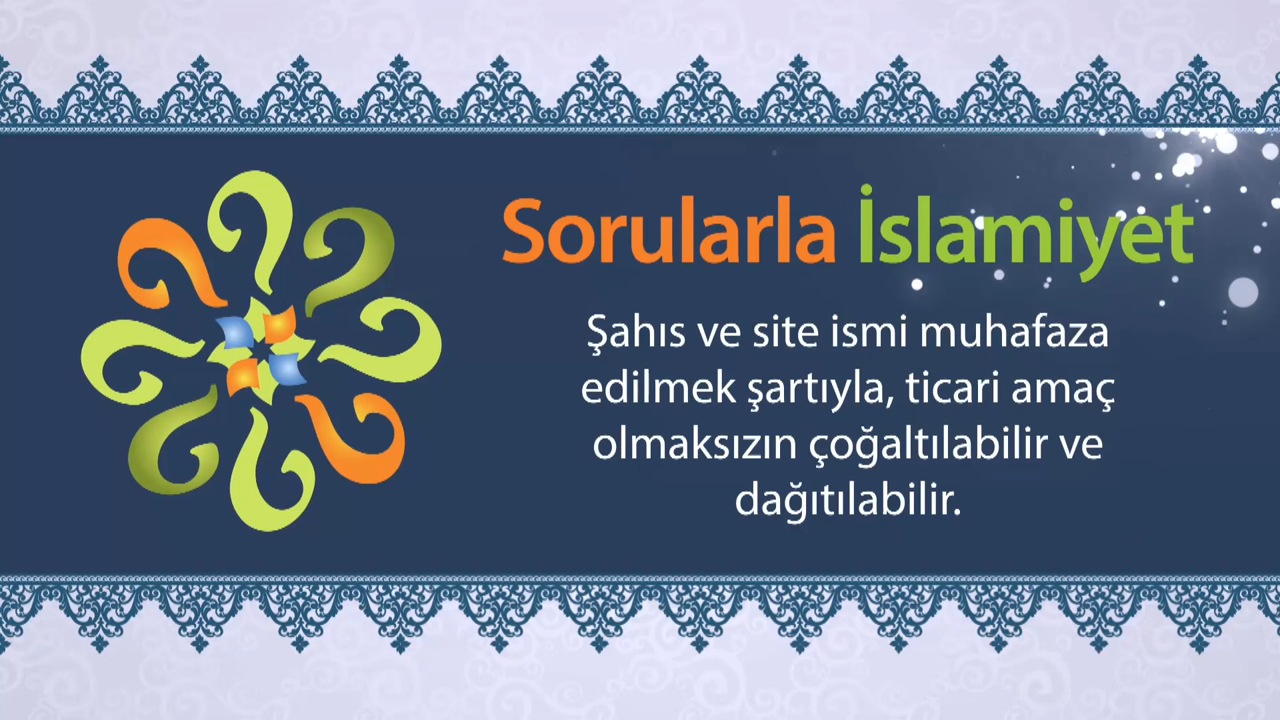 Sorularla İslamiyet
Şahıs ve site ismi muhafaza
edilmek şartıyla, ticari amaç
olmaksızın çoğaltılabilir ve
dağıtılabilir.